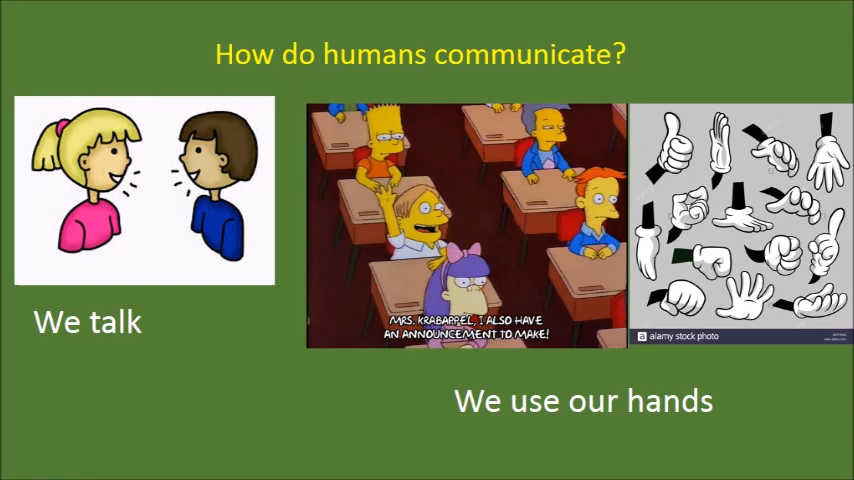 How do humans communicate?
MRS. KRABAPPEL, I ALSO HAVE
AN ANNOUNCEMENT TO MAKE!
a alamy stock photo
We talk
We use our hands